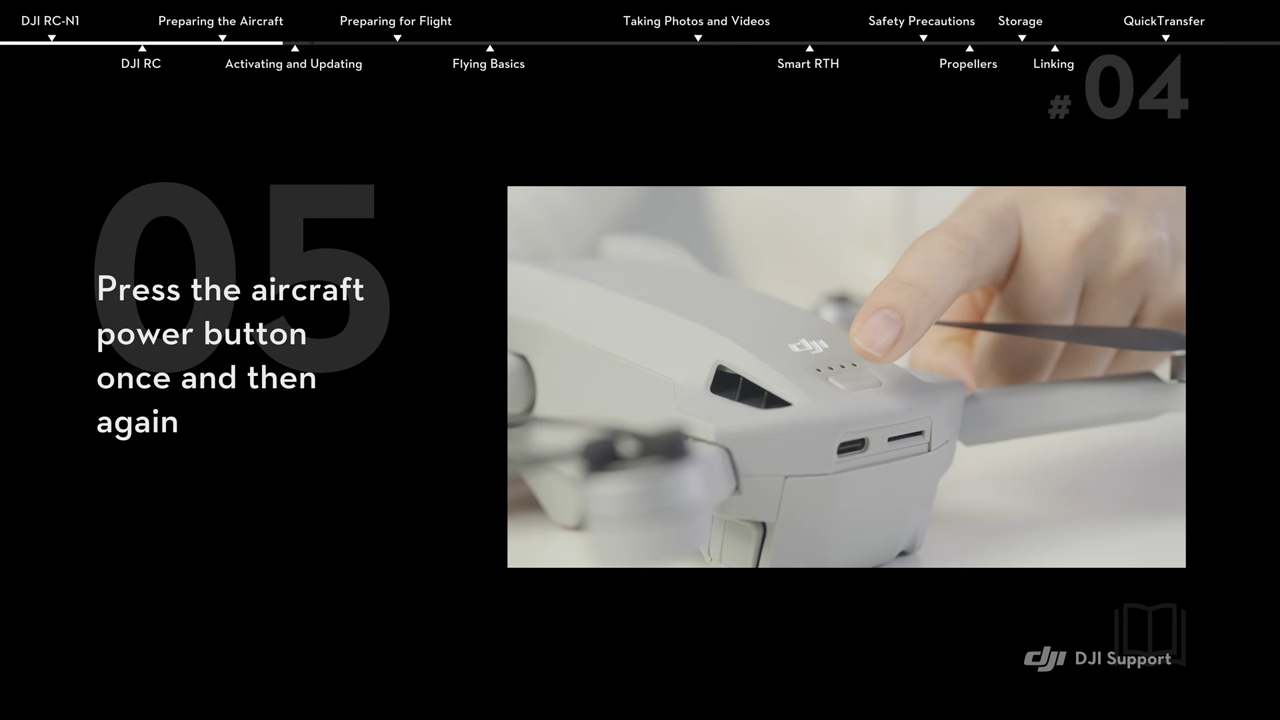 DJI RC-N1
Preparing the Aircraft
Preparing for Flight
Taking Photos and Videos
Safety Precautions
Storage
QuickTransfer
DJI RC
Activating and Updating
Flying Basics
Smart RTH
Propellers
Linking
# 04
05
Press the aircraft
power button
once and then
again
dji
dji DJI Support